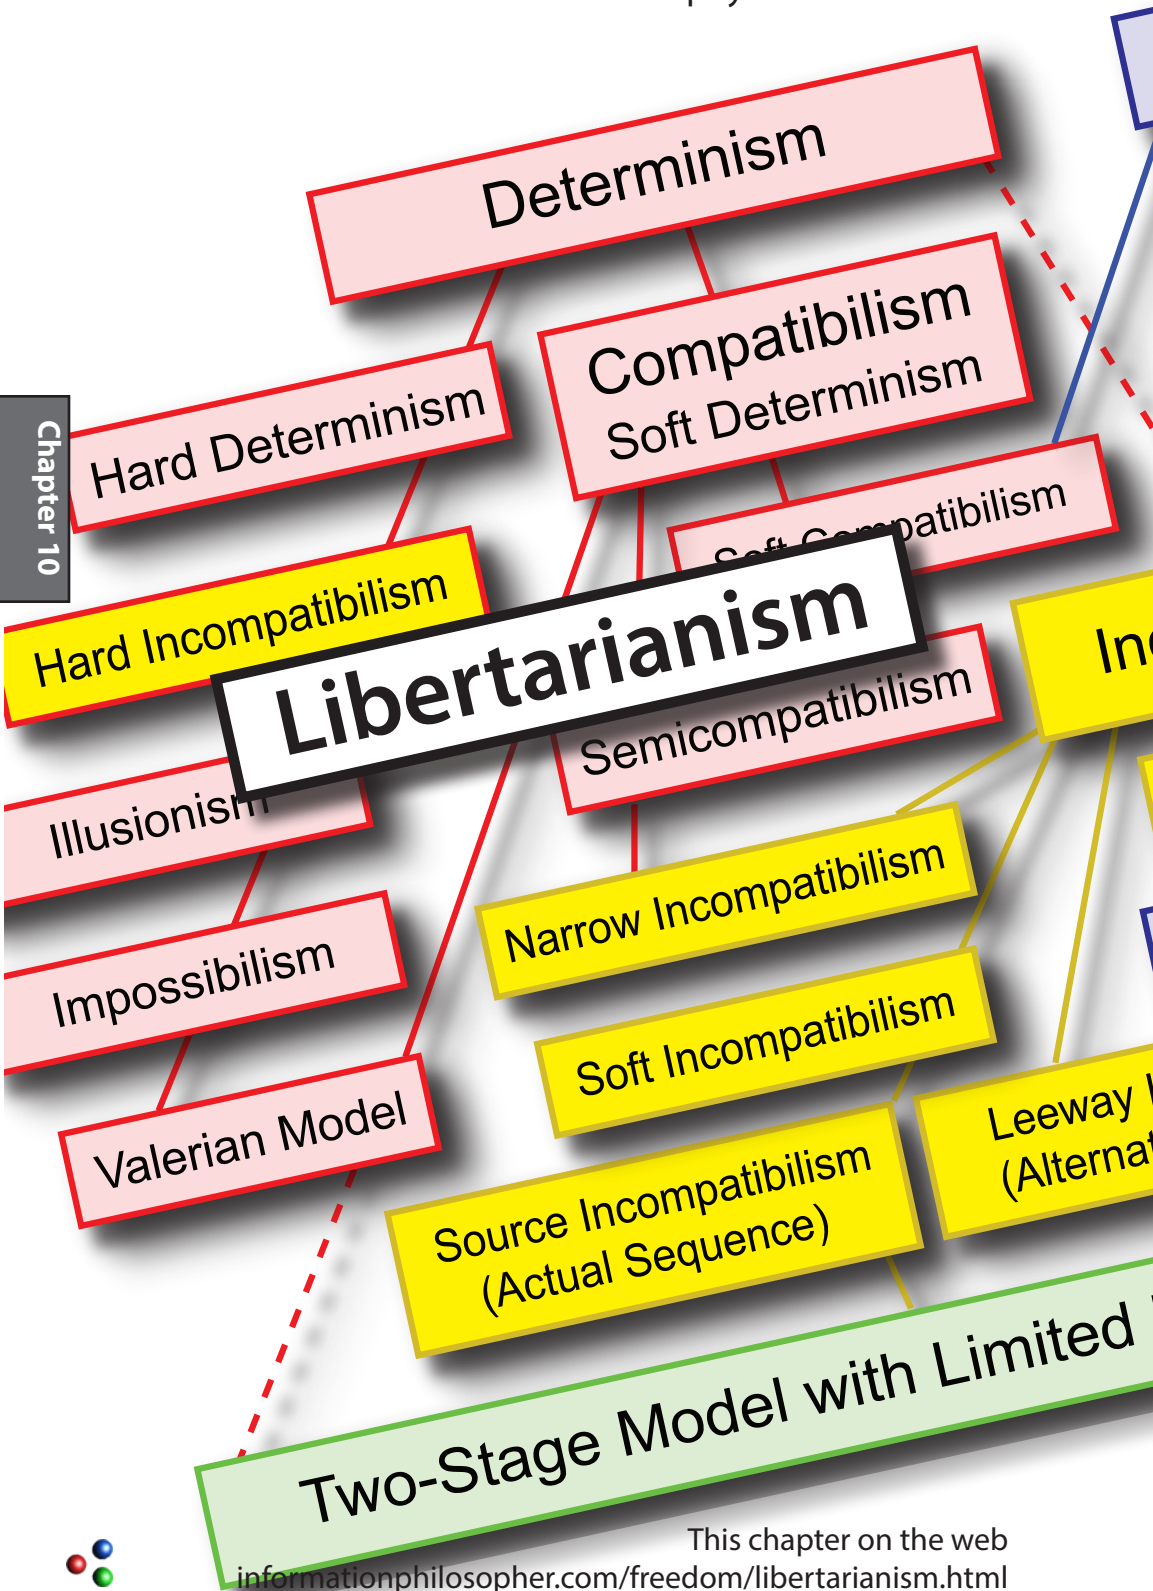 Determinism
Compatibilism
Soft Determinism
Hard Determinism
Chapter 10
Soft Compatibilism
Hard Incompatibilism
Libertarianism
Semicompatibilism
Illusionism
Narrow Incompatibilism
Impossibilism
Soft Incompatibilism
Valerian Model
Leeway
Source Incompatibilism
(Actual Sequence)
Two-Stage Model with Limited
This chapter on the web
informationphilosopher.com/freedom/libertarianism.html